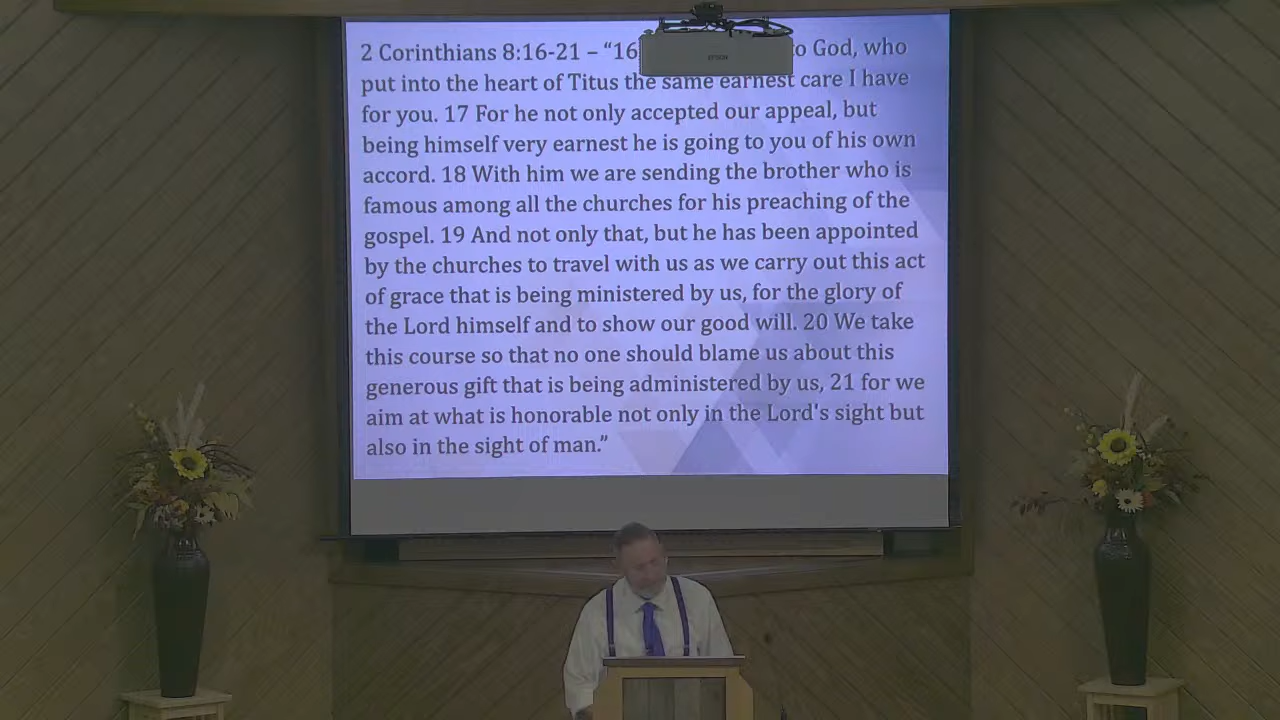 2 Corinthians 8:16-21 – “16 o God, who
EPSON
put into the heart of Titus the same earnest care I have
for you. 17 For he not only accepted our appeal, but
being himself very earnest he is going to you of his own
accord. 18 With him we are sending the brother who is
famous among all the churches for his preaching of the
gospel. 19 And not only that, but he has been appointed
by the churches to travel with us as we carry out this act
of grace that is being ministered by us, for the glory of
the Lord himself and to show our good will. 20 We take
this course so that no one should blame us about this
generous gift that is being administered by us, 21 for we
aim at what is honorable not only in the Lord's sight but
also in the sight of man.”